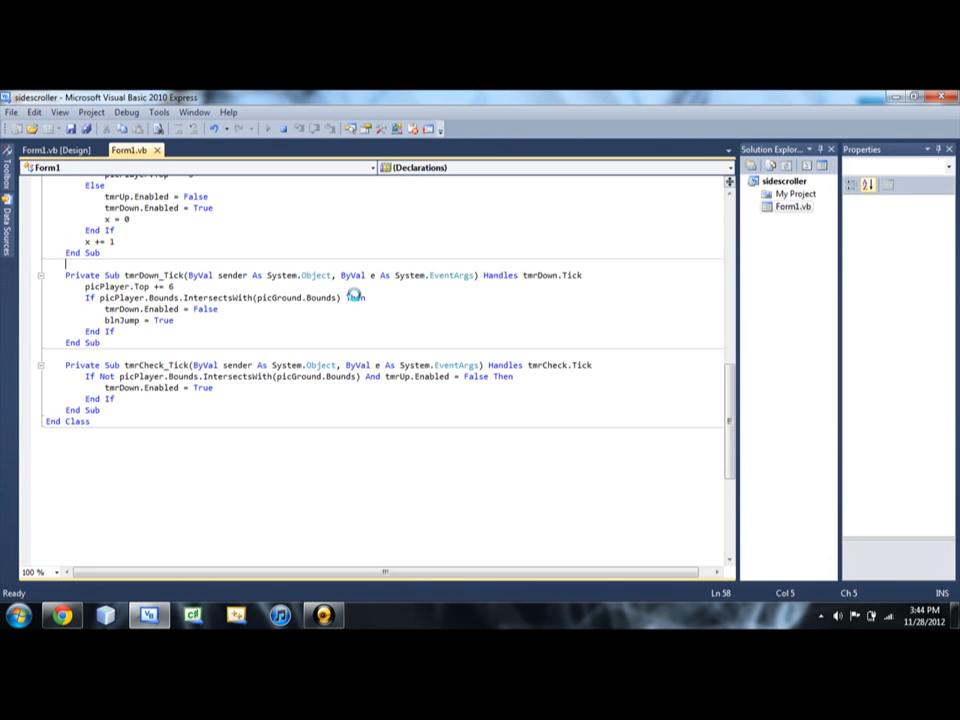 sidescroller - Microsoft Visual Basic 2010 Express
File Edit View Project Debug Tools Window Help
Form1.vb [Design] Form1.vb
Solution Explor...
Properties
Toolbox
Data Sources
Form1 (Declarations)
sidescroller
My Project
Form1.vb
Else
tmrUp.Enabled = False
tmrDown.Enabled = True
x = 0
End If
x += 1
End Sub
Private Sub tmrDown_Tick(ByVal sender As System.Object, ByVal e As System.EventArgs) Handles tmrDown.Tick
picPlayer.Top += 6
If picPlayer.Bounds.IntersectsWith(picGround.Bounds) Then
tmrDown.Enabled = False
blnJump = True
End If
End Sub
Private Sub tmrCheck_Tick(ByVal sender As System.Object, ByVal e As System.EventArgs) Handles tmrCheck.Tick
If Not picPlayer.Bounds.IntersectsWith(picGround.Bounds) And tmrUp.Enabled = False Then
tmrDown.Enabled = True
End If
End Sub
End Class
100 %
Ready Ln 58 Col 5 Ch 5 INS
3:44 PM
11/28/2012